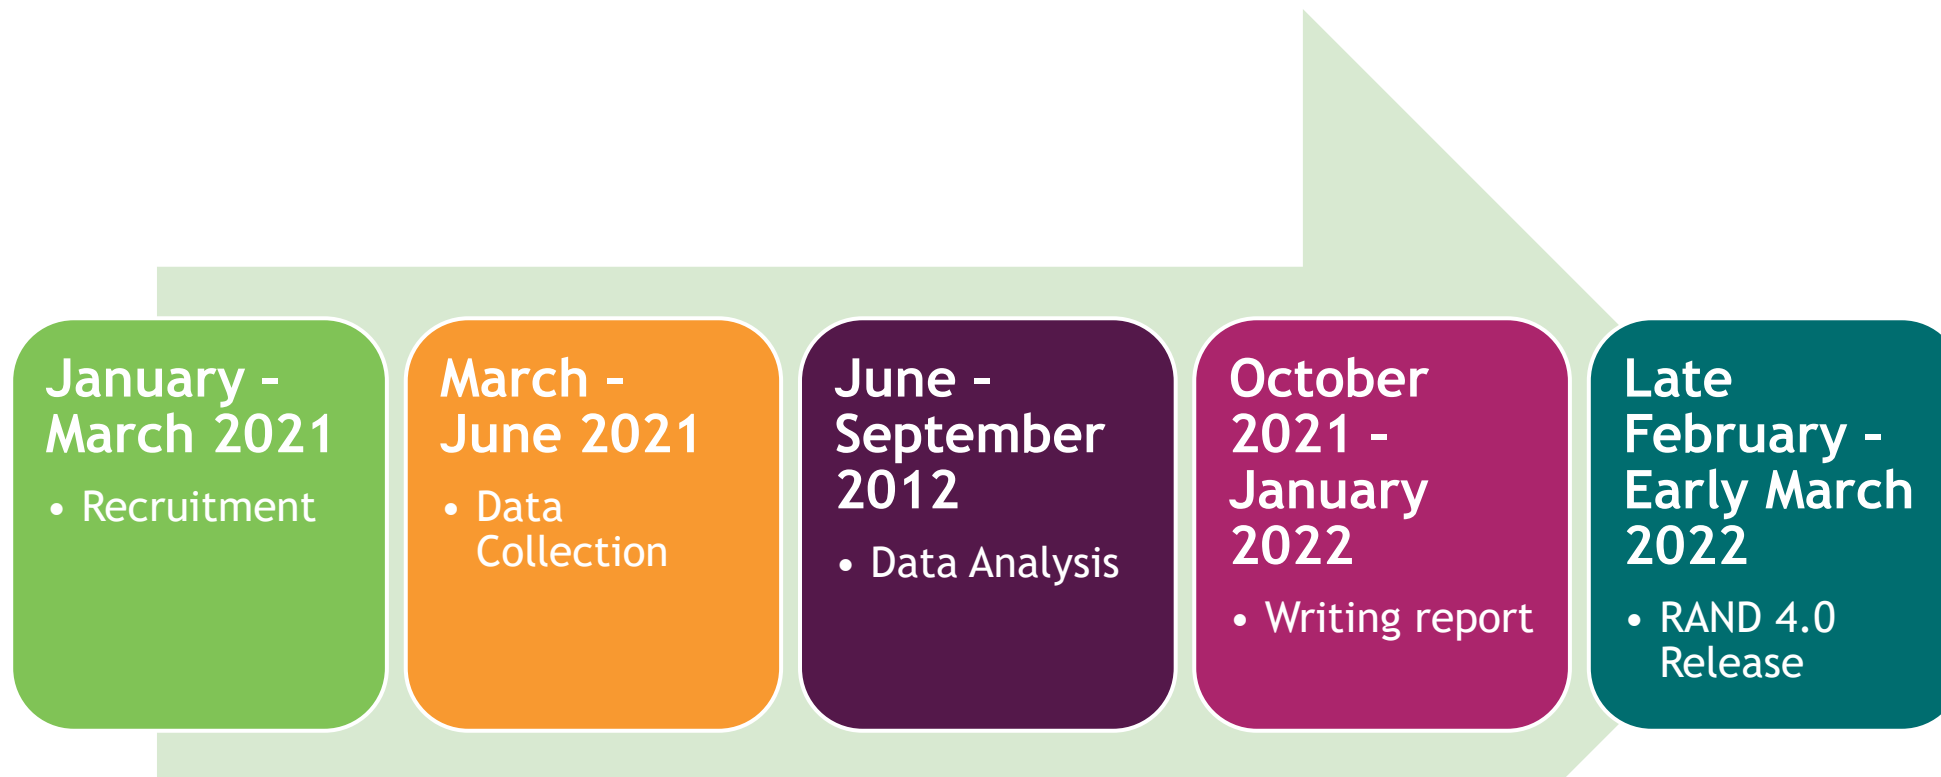 January –
March 2021
• Recruitment
March –
June 2021
• Data
Collection
June –
September
2012
• Data Analysis
October
2021 –
January
2022
• Writing report
Late
February –
Early March
2022
• RAND 4.0
Release